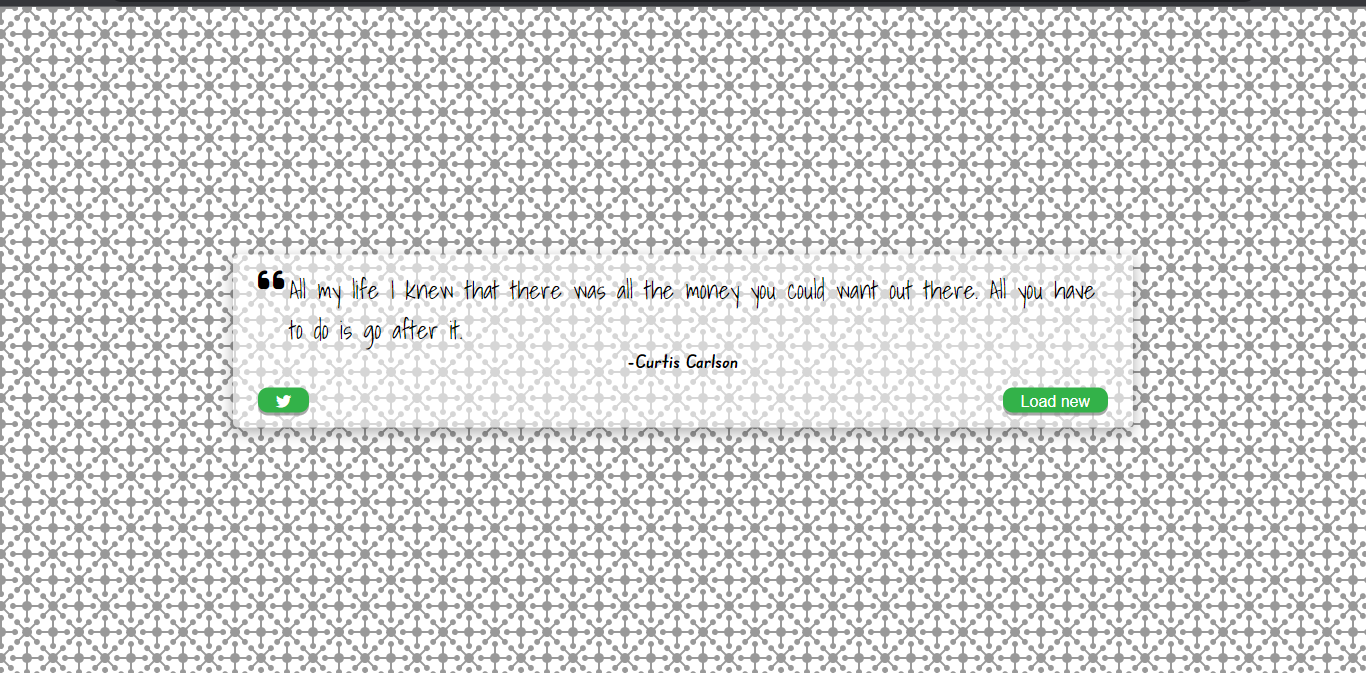 ❝All my life I knew that there was all the money you could want out there. All you have
to do is go after it.
-Curtis Carlson
Load new